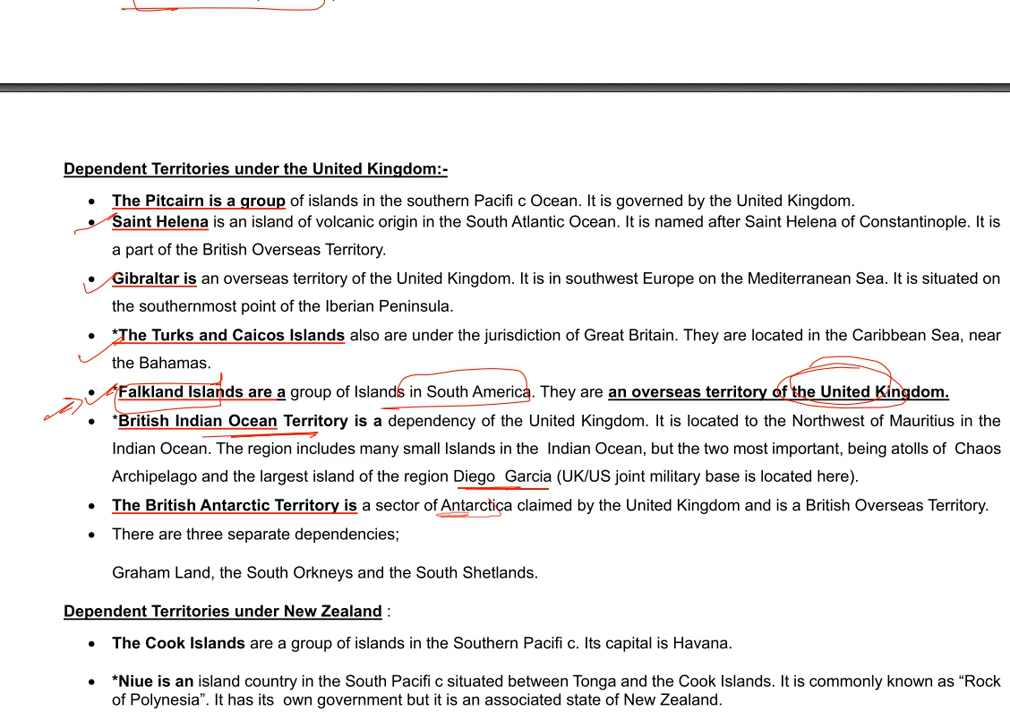 Dependent Territories under the United Kingdom:-
• The Pitcairn is a group of islands in the southern Pacifi c Ocean. It is governed by the United Kingdom.
• Saint Helena is an island of volcanic origin in the South Atlantic Ocean. It is named after Saint Helena of Constantinople. It is
a part of the British Overseas Territory.
• Gibraltar is an overseas territory of the United Kingdom. It is in southwest Europe on the Mediterranean Sea. It is situated on
the southernmost point of the Iberian Peninsula.
• *The Turks and Caicos Islands also are under the jurisdiction of Great Britain. They are located in the Caribbean Sea, near
the Bahamas.
• *Falkland Islands are a group of Islands in South America. They are an overseas territory of the United Kingdom.
• *British Indian Ocean Territory is a dependency of the United Kingdom. It is located to the Northwest of Mauritius in the
Indian Ocean. The region includes many small Islands in the Indian Ocean, but the two most important, being atolls of Chaos
Archipelago and the largest island of the region Diego Garcia (UK/US joint military base is located here).
• The British Antarctic Territory is a sector of Antarctica claimed by the United Kingdom and is a British Overseas Territory.
• There are three separate dependencies;
Graham Land, the South Orkneys and the South Shetlands.
Dependent Territories under New Zealand :
• The Cook Islands are a group of islands in the Southern Pacifi c. Its capital is Havana.
• *Niue is an island country in the South Pacifi c situated between Tonga and the Cook Islands. It is commonly known as “Rock
of Polynesia”. It has its own government but it is an associated state of New Zealand.